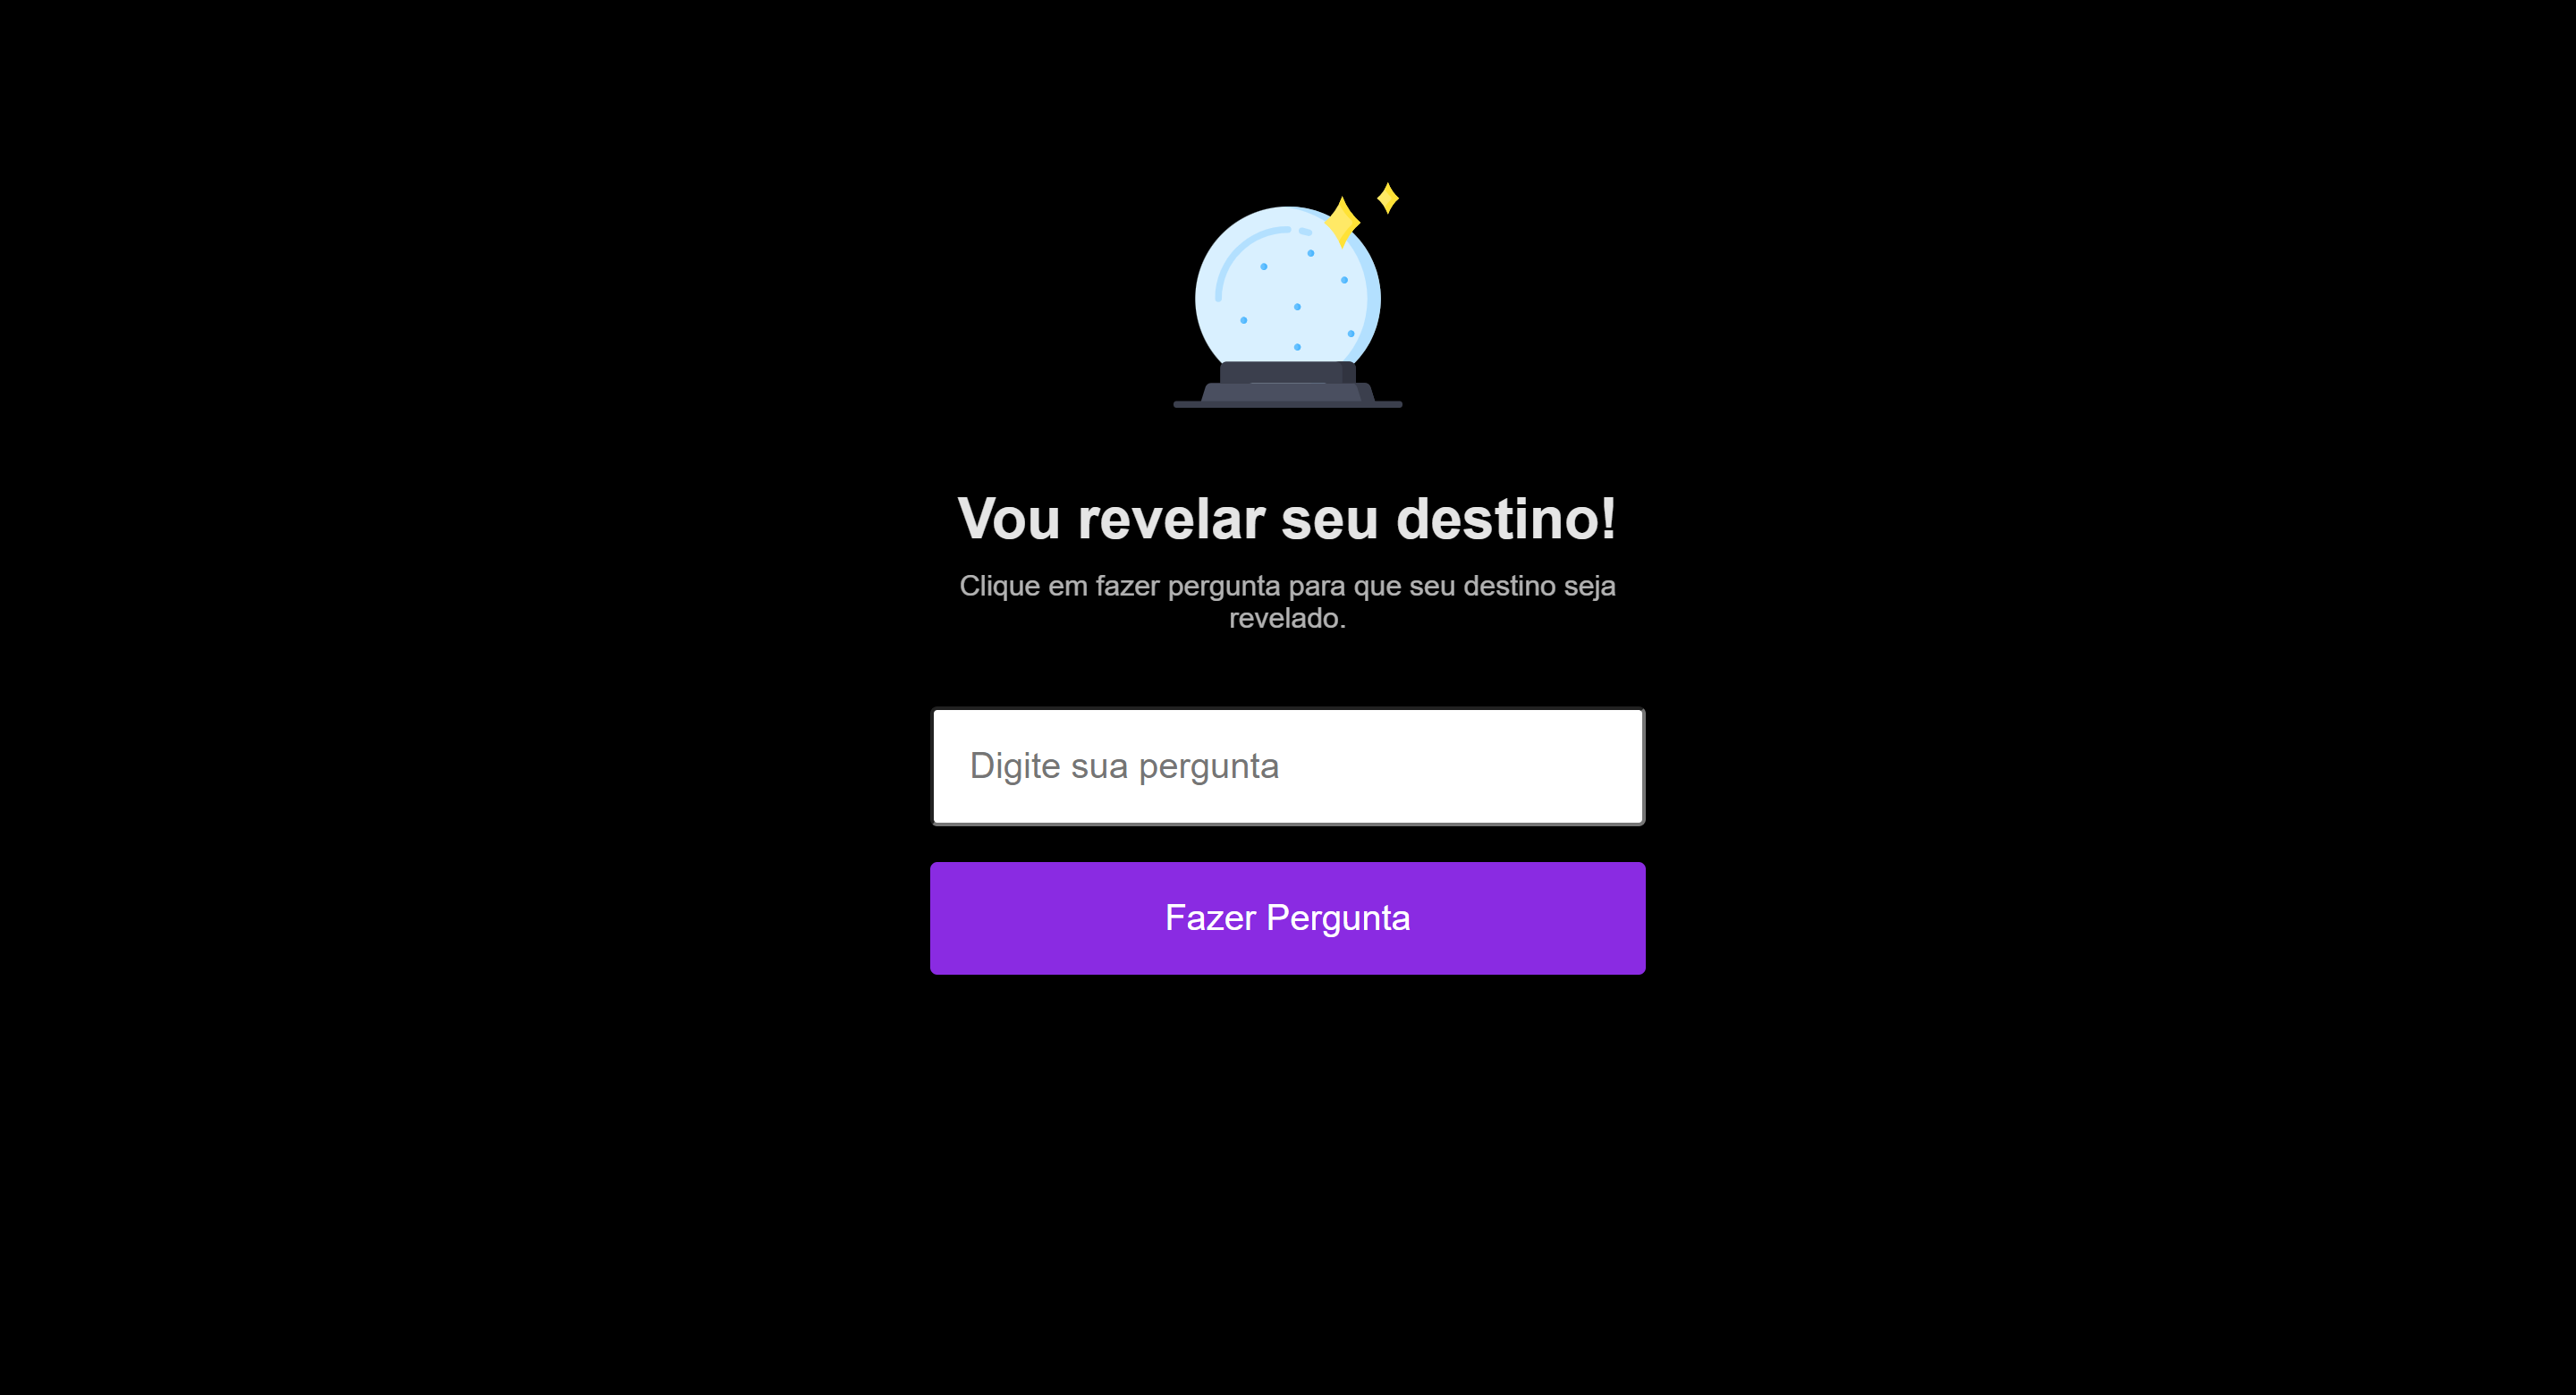 Vou revelar seu destino!
Clique em fazer pergunta para que seu destino seja
revelado.
Digite sua pergunta
Fazer Pergunta